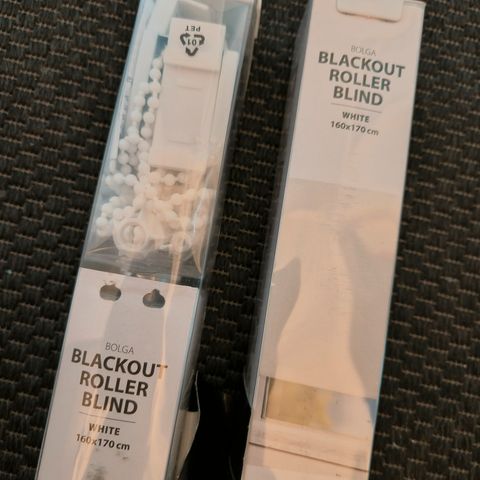 01
PET
BOLGA
BLACKOUT
ROLLER
BLIND
WHITE
160x170 cm
BOLGA
BLACKOUT
ROLLER
BLIND
WHITE
160x170 cm